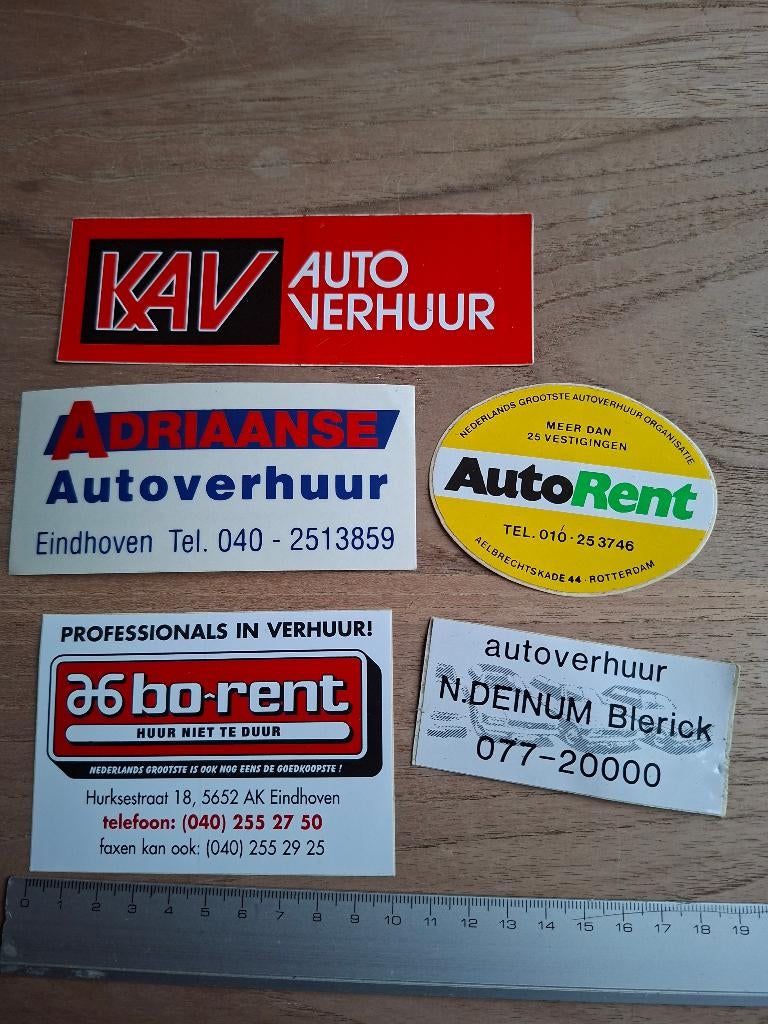 KAV
AUTO
VERHUUR
ADRIAANSE
Autoverhuur
Eindhoven Tel. 040 - 2513859
NEDERLANDS GROOTSTE AUTOVERHUUR ORGANISATIE
MEER DAN
25 VESTIGINGEN
AutoRent
TEL. 010 - 253746
AELBRECHTSKADE 44 - ROTTERDAM
PROFESSIONALS IN VERHUUR!
bo-rent
HUUR NIET TE DUUR
NEDERLANDS GROOTSTE IS OOK NOG EENS DE GOEDKOOPSTE !
Hurksestraat 18, 5652 AK Eindhoven
telefoon: (040) 255 27 50
faxen kan ook: (040) 255 29 25
autoverhuur
N.DEINUM Blerick
077-20000
0 1 2 3 4 5 6 7 8 9 10 11 12 13 14 15 16 17 18 19